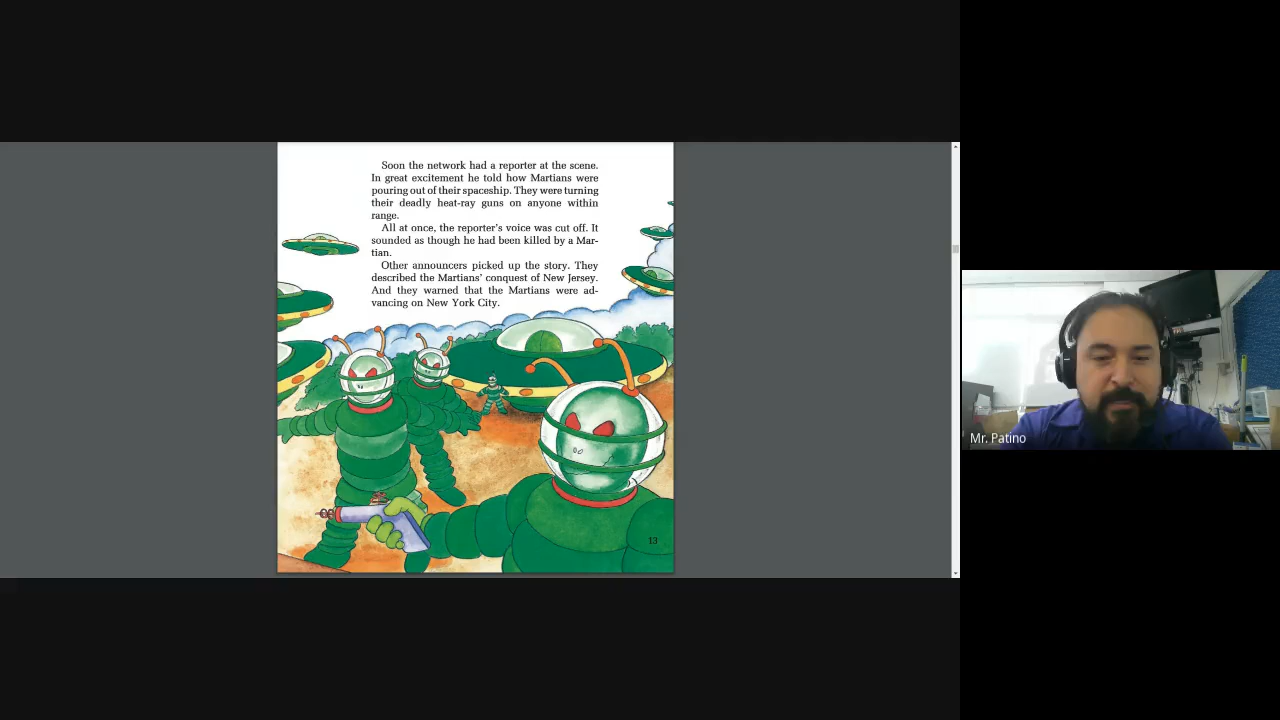 Soon the network had a reporter at the scene.
In great excitement he told how Martians were
pouring out of their spaceship. They were turning
their deadly heat-ray guns on anyone within
range.
All at once, the reporter's voice was cut off. It
sounded as though he had been killed by a Mar-
tian.
Other announcers picked up the story. They
described the Martians' conquest of New Jersey.
And they warned that the Martians were ad-
vancing on New York City.
13
Mr. Patino